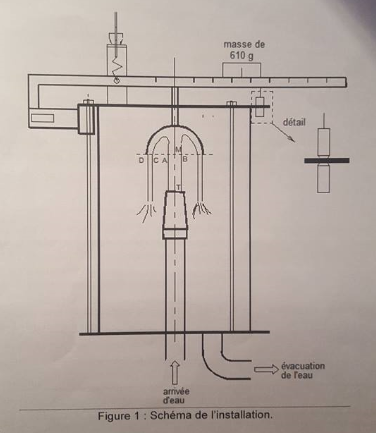 masse de
610 g
détail
D C A M B
T
évacuation
de l'eau
arrivée
d'eau
Figure 1 : Schéma de l'installation.